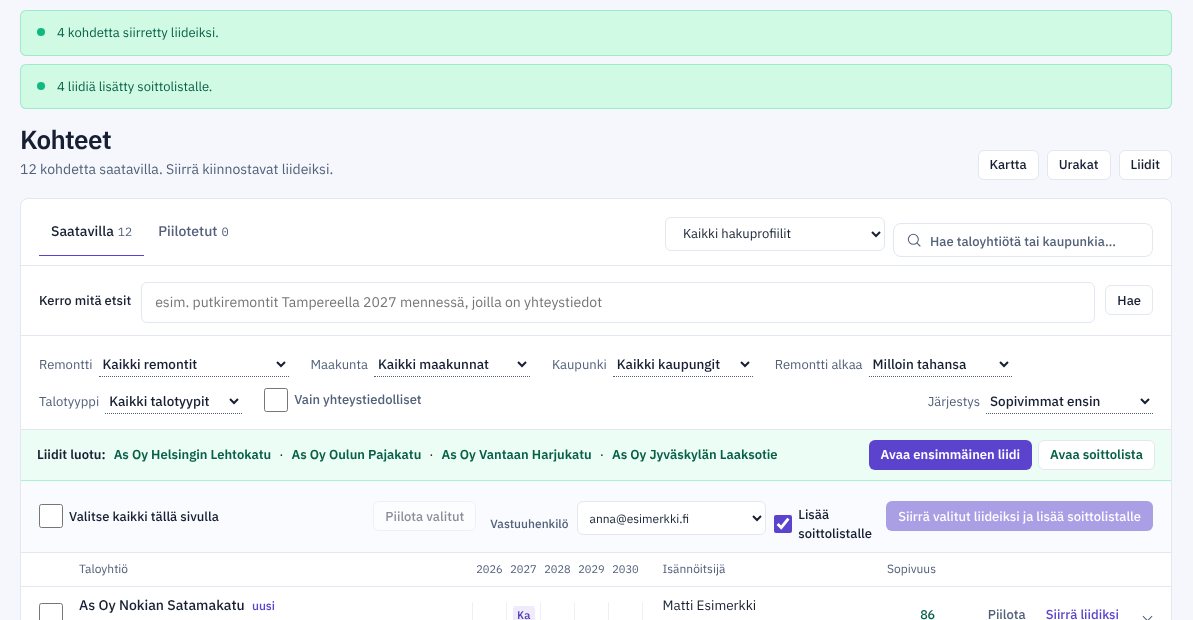 4 kohdetta siirretty liideiksi.
4 liidiä lisätty soittolistalle.
Kohteet
12 kohdetta saatavilla. Siirrä kiinnostavat liideiksi.
Kartta Urakat Liidit
Saatavilla 12 Piilotetut 0 Kaikki hakuprofiilit Hae taloyhtiötä tai kaupunkia...
Kerro mitä etsit esim. putkiremontit Tampereella 2027 mennessä, joilla on yhteystiedot Hae
Remontti Kaikki remontit Maakunta Kaikki maakunnat Kaupunki Kaikki kaupungit Remontti alkaa Milloin tahansa
Talotyyppi Kaikki talotyypit Vain yhteystiedolliset Järjestys Sopivimmat ensin
Liidit luotu: As Oy Helsingin Lehtokatu · As Oy Oulun Pajakatu · As Oy Vantaan Harjukatu · As Oy Jyväskylän Laaksotie Avaa ensimmäinen liidi Avaa soittolista
Valitse kaikki tällä sivulla Piilota valitut Vastuuhenkilö anna@esimerkki.fi Lisää soittolistalle Siirrä valitut liideiksi ja lisää soittolistalle
Taloyhtiö 2026 2027 2028 2029 2030 Isännöitsijä Sopivuus
As Oy Nokian Satamakatu uusi Ka Matti Esimerkki 86 Piilota Siirrä liidiksi